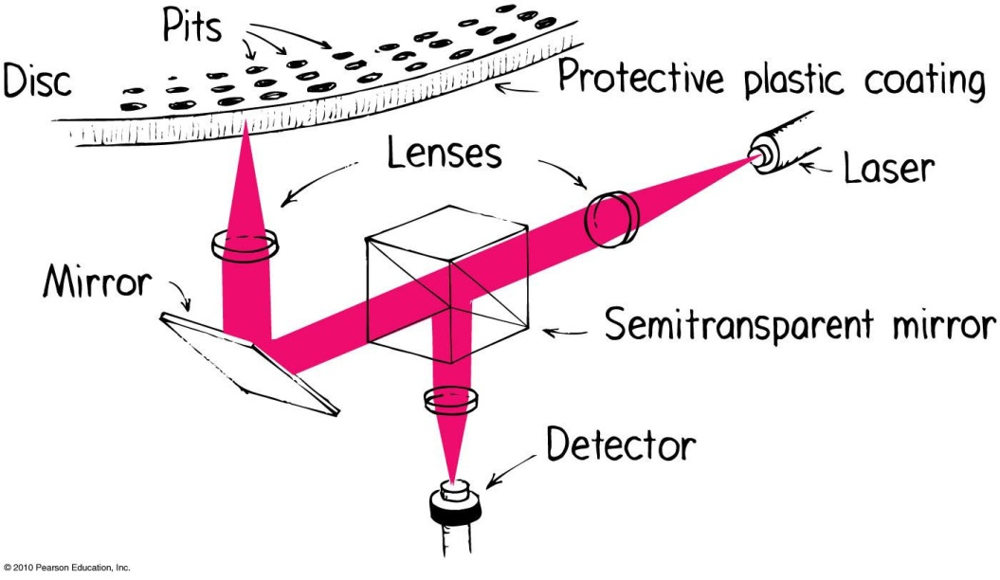 Pits
Disc
Protective plastic coating
Lenses
Laser
Mirror
Semitransparent mirror
Detector
© 2010 Pearson Education, Inc.